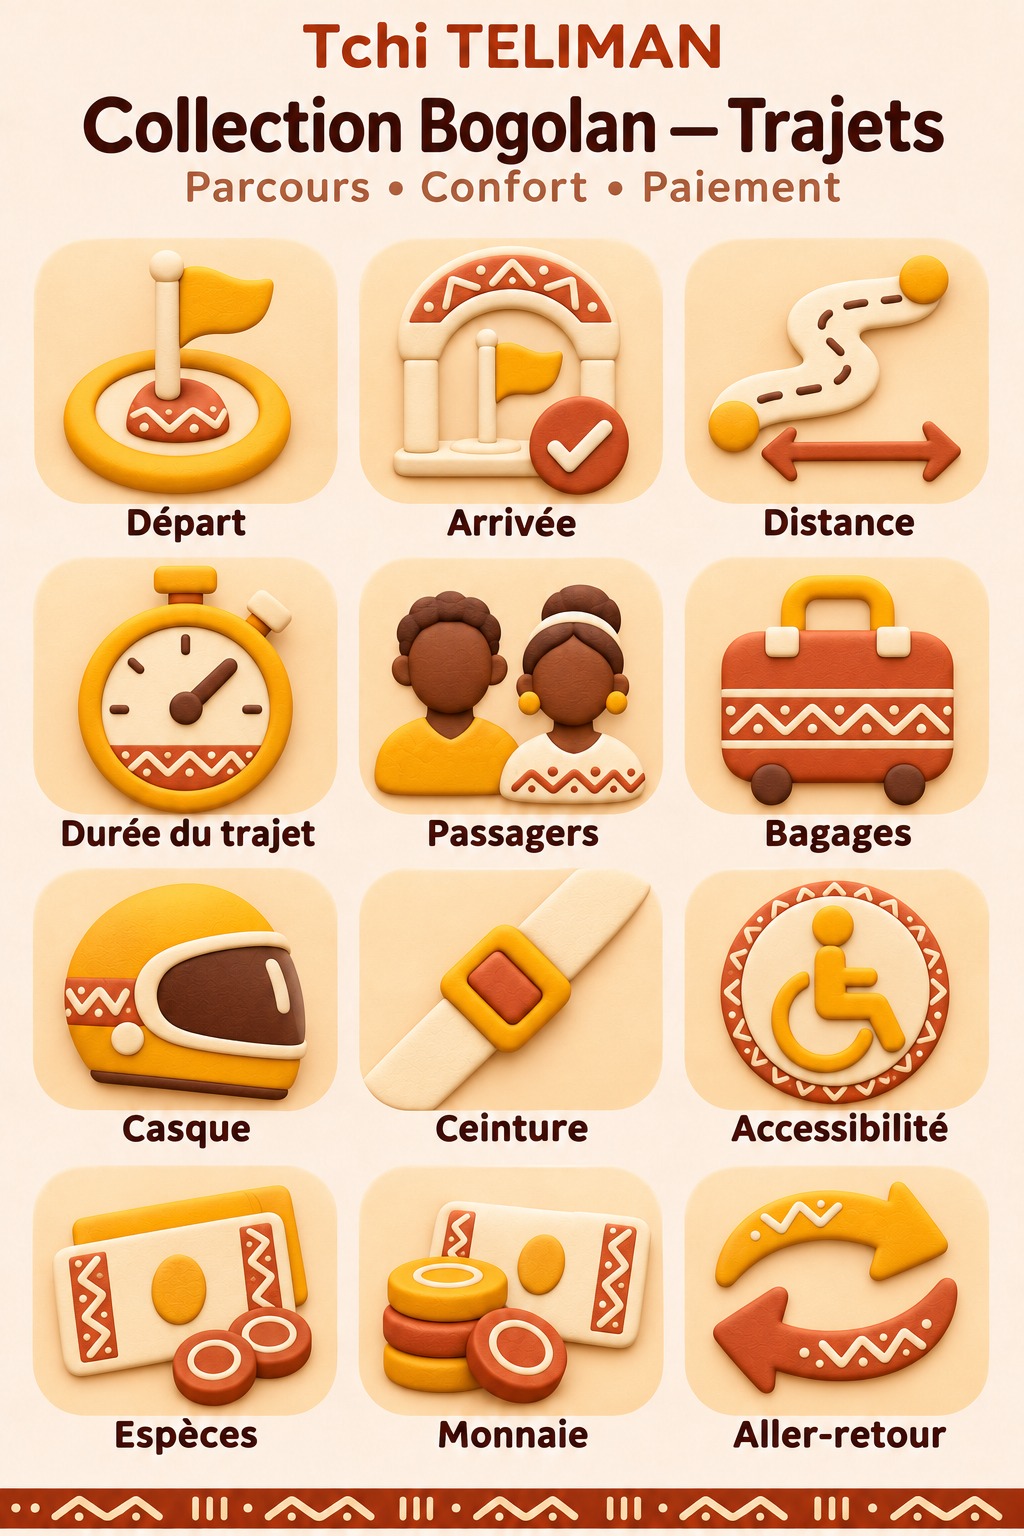 Tchi TELIMAN
Collection Bogolan – Trajets
Parcours • Confort • Paiement
Départ
Arrivée
Distance
Durée du trajet
Passagers
Bagages
Casque
Ceinture
Accessibilité
Espèces
Monnaie
Aller-retour